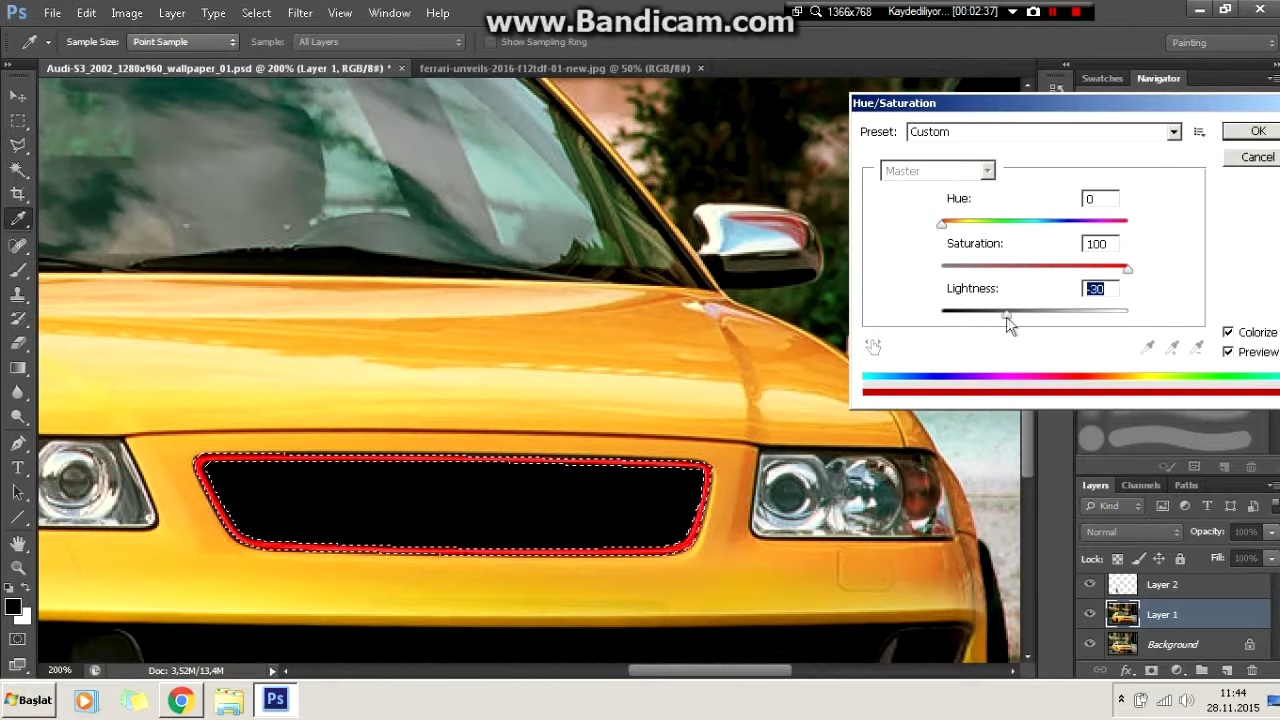 Ps File Edit Image Layer Type Select Filter View Window Help
www.Bandicam.com
1366x768 Kaydediliyor... [00:02:37]
Sample Size: Point Sample Sample: All Layers Show Sampling Ring Painting
Audi-S3_2002_1280x960_wallpaper_01.psd @ 200% (Layer 1, RGB/8#) * × ferrari-unveils-2016-f12tdf-01-new.jpg @ 50% (RGB/8#) ×
Swatches Navigator
Hue/Saturation
Preset: Custom OK
Cancel
Master
Hue: 0
Saturation: 100
Lightness: -30
Colorize
Preview
Layers Channels Paths
Kind
Normal Opacity: 100%
Lock: Fill: 100%
Layer 2
Layer 1
Background
200% Doc: 3,52M/13,4M
Başlat Ps
11:44
28.11.2015